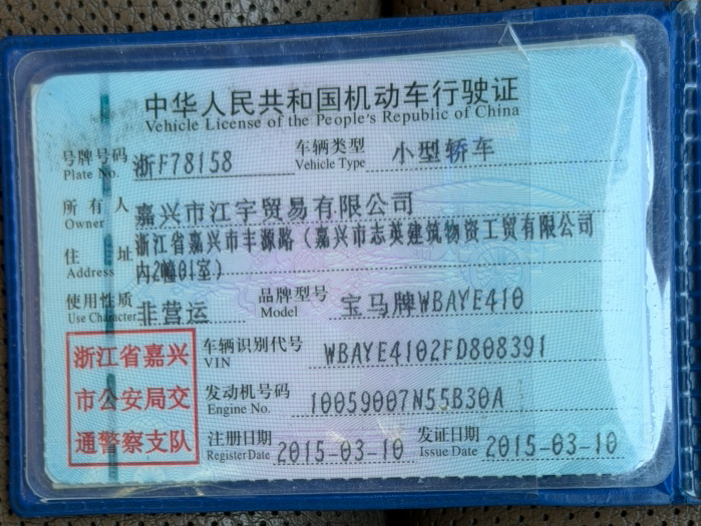 中华人民共和国机动车行驶证
Vehicle License of the People's Republic of China
号牌号码 浙F78158 车辆类型 小型轿车
Plate No. Vehicle Type
所有人 嘉兴市江宇贸易有限公司
Owner
住址 浙江省嘉兴市丰源路（嘉兴市志英建筑物资工贸有限公司
Address 内2幢01室）
使用性质 非营运 品牌型号 宝马牌WBAYE410
Use Character Model
浙江省嘉兴 车辆识别代号 WBAYE4102FD808391
VIN
市公安局交 发动机号码 10059007N55B30A
Engine No.
通警察支队 注册日期 2015-03-10 发证日期 2015-03-10
Register Date Issue Date